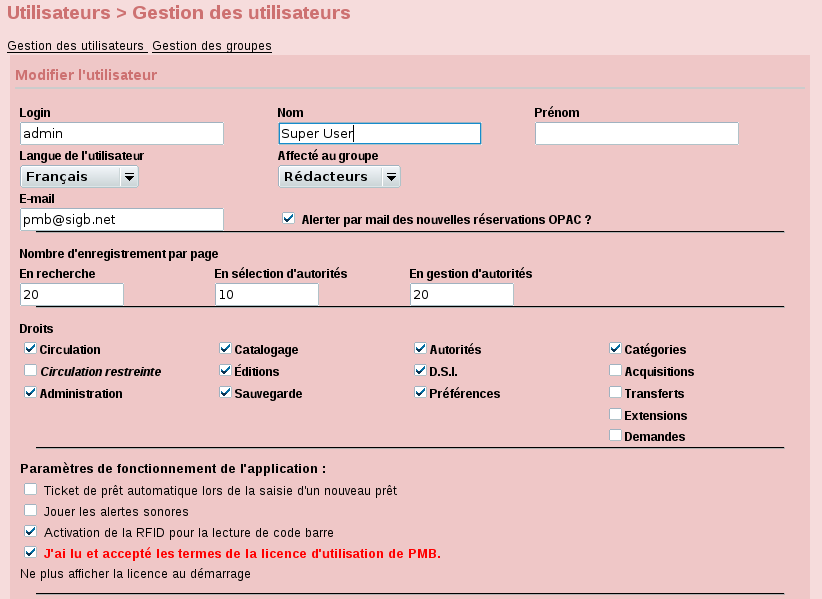 Utilisateurs > Gestion des utilisateurs
Gestion des utilisateurs Gestion des groupes
Modifier l'utilisateur
Login Nom Prénom
admin Super User
Langue de l'utilisateur Affecté au groupe
Français Rédacteurs
E-mail
pmb@sigb.net Alerter par mail des nouvelles réservations OPAC ?
Nombre d'enregistrement par page
En recherche En sélection d'autorités En gestion d'autorités
20 10 20
Droits
Circulation Catalogage Autorités Catégories
Circulation restreinte Éditions D.S.I. Acquisitions
Administration Sauvegarde Préférences Transferts
Extensions
Demandes
Paramètres de fonctionnement de l'application :
Ticket de prêt automatique lors de la saisie d'un nouveau prêt
Jouer les alertes sonores
Activation de la RFID pour la lecture de code barre
J'ai lu et accepté les termes de la licence d'utilisation de PMB.
Ne plus afficher la licence au démarrage